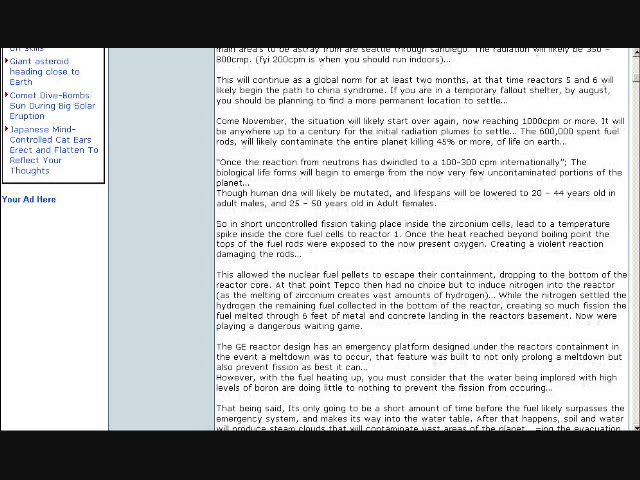 on Skills
Giant asteroid
heading close to
Earth
Comet Dive-Bombs
Sun During Big Solar
Eruption
Japanese Mind-
Controlled Cat Ears
Erect and Flatten To
Reflect Your
Thoughts
Your Ad Here
main area's to be astray from are seattle through sandiego. The radiation will likely be 350 –
800cmp. (fyi 200cpm is when you should run indoors)...
This will continue as a global norm for at least two months, at that time reactors 5 and 6 will
likely begin the path to china syndrome. If you are in a temporary fallout shelter, by august,
you should be planning to find a more permanent location to settle...
Come November, the situation will likely start over again, now reaching 1000cpm or more. It will
be anywhere up to a century for the initial radiation plumes to settle... The 600,000 spent fuel
rods, will likely contaminate the entire planet killing 45% or more, of life on earth...
"Once the reaction from neutrons has dwindled to a 100-300 cpm internationally"; The
biological life forms will begin to emerge from the now very few uncontaminated portions of the
planet...
Though human dna will likely be mutated, and lifespans will be lowered to 20 – 44 years old in
adult males, and 25 – 50 years old in Adult females.
So in short uncontrolled fission taking place inside the zirconium cells, lead to a temperature
spike inside the core fuel cells to reactor 1. Once the heat reached beyond boiling point the
tops of the fuel rods were exposed to the now present oxygen. Creating a violent reaction
damaging the rods...
This allowed the nuclear fuel pellets to escape their containment, dropping to the bottom of the
reactor core. At that point Tepco then had no choice but to induce nitrogen into the reactor
(as the melting of zirconium creates vast amounts of hydrogen)... While the nitrogen settled the
hydrogen the remaining fuel collected in the bottom of the reactor, creating so much fission the
fuel melted through 6 feet of metal and concrete landing in the reactors basement. Now were
playing a dangerous waiting game.
The GE reactor design has an emergency platform designed under the reactors containment in
the event a meltdown was to occur, that feature was built to not only prolong a meltdown but
also prevent fission as best it can...
However, with the fuel heating up, you must consider that the water being implored with high
levels of boron are doing little to nothing to prevent the fission from occuring...
That being said, Its only going to be a short amount of time before the fuel likely surpasses the
emergency system, and makes its way into the water table. After that happens, soil and water
will produce steam clouds that will contaminate vast areas of the planet. ...ing the evacuation